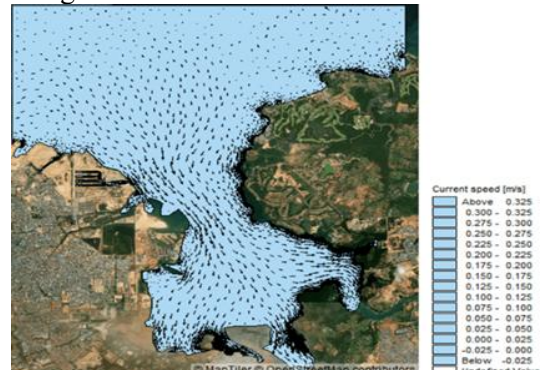 Current speed [m/s]
Above 0.325
0.300 - 0.325
0.275 - 0.300
0.250 - 0.275
0.225 - 0.250
0.200 - 0.225
0.175 - 0.200
0.150 - 0.175
0.125 - 0.150
0.100 - 0.125
0.075 - 0.100
0.050 - 0.075
0.025 - 0.050
0.000 - 0.025
-0.025 - 0.000
Below -0.025
Undefined Value
© MapTiler © OpenStreetMap contributors